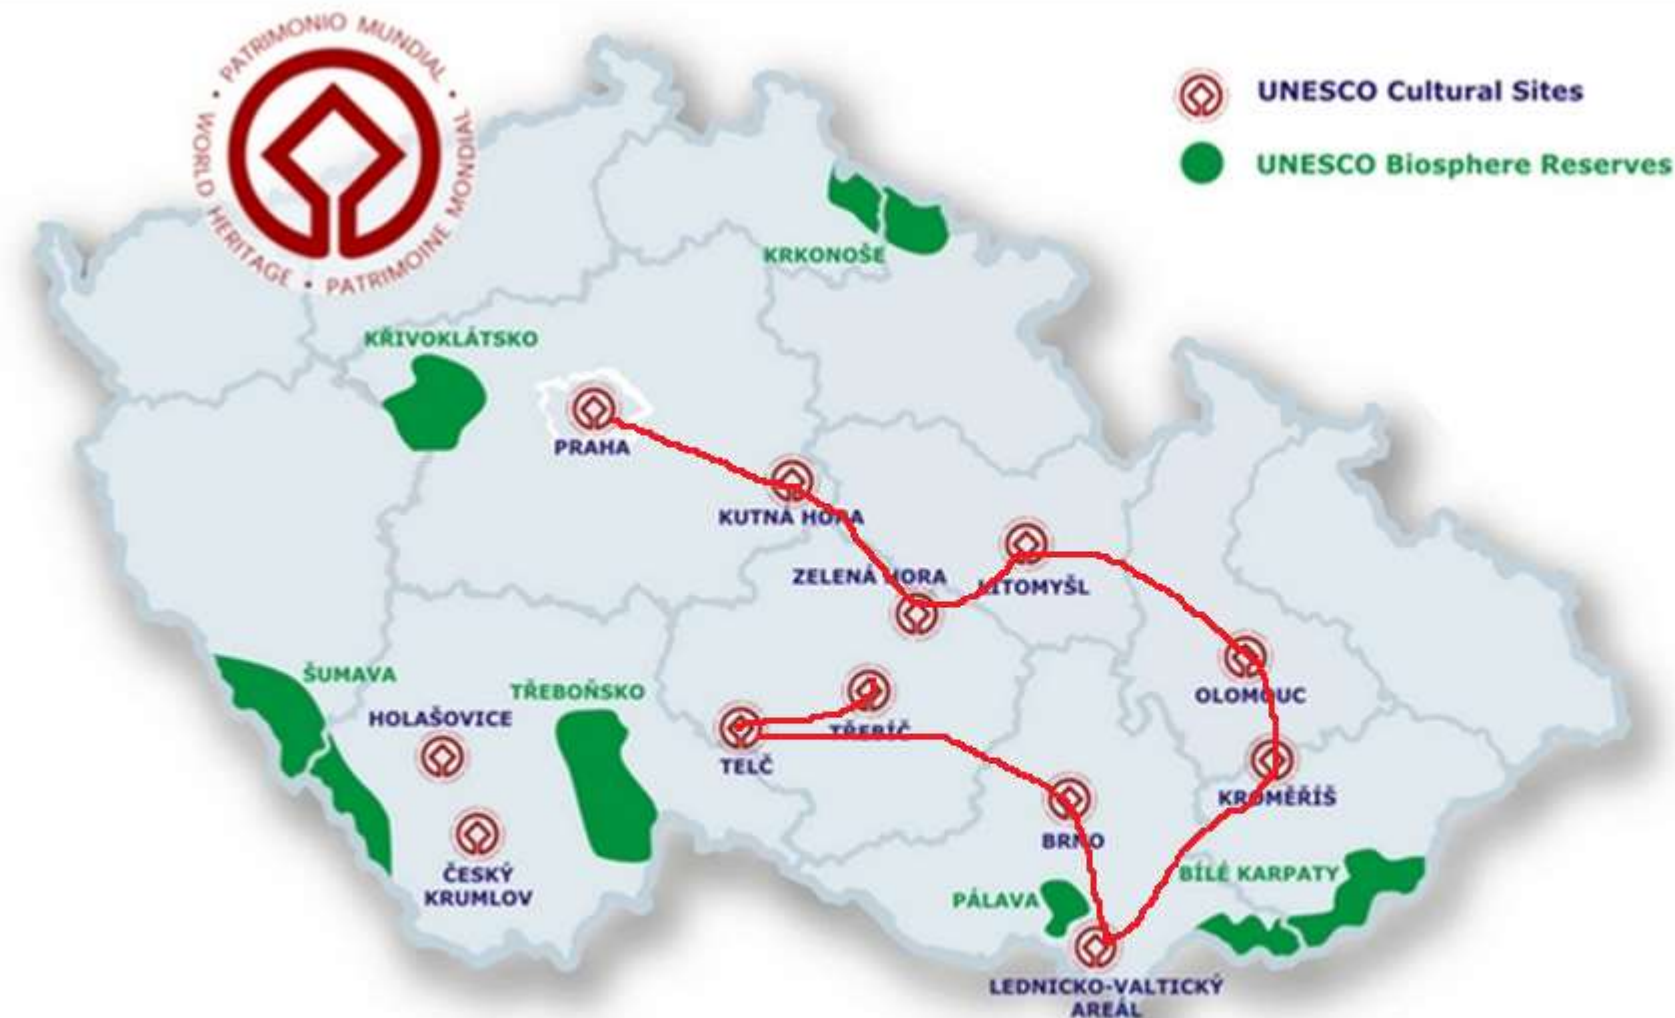 • PATRIMONIO MUNDIAL • WORLD HERITAGE • PATRIMOINE MONDIAL
UNESCO Cultural Sites
UNESCO Biosphere Reserves
KRKONOŠE
KŘIVOKLÁTSKO
PRAHA
KUTNÁ HORA
ZELENÁ HORA
LITOMYŠL
OLOMOUC
ŠUMAVA
TŘEBOŇSKO
HOLAŠOVICE
TŘEBÍČ
TELČ
KROMĚŘÍŠ
BRNO
ČESKÝ
KRUMLOV
BÍLÉ KARPATY
PÁLAVA
LEDNICKO-VALTICKÝ
AREÁL